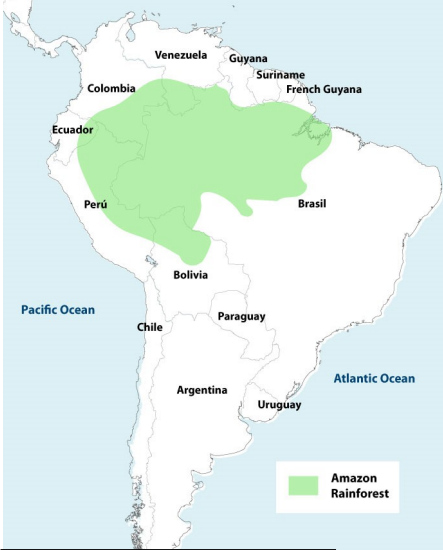 Venezuela
Guyana
Suriname
French Guyana
Colombia
Ecuador
Perú
Brasil
Bolivia
Pacific Ocean
Paraguay
Chile
Atlantic Ocean
Argentina
Uruguay
Amazon
Rainforest